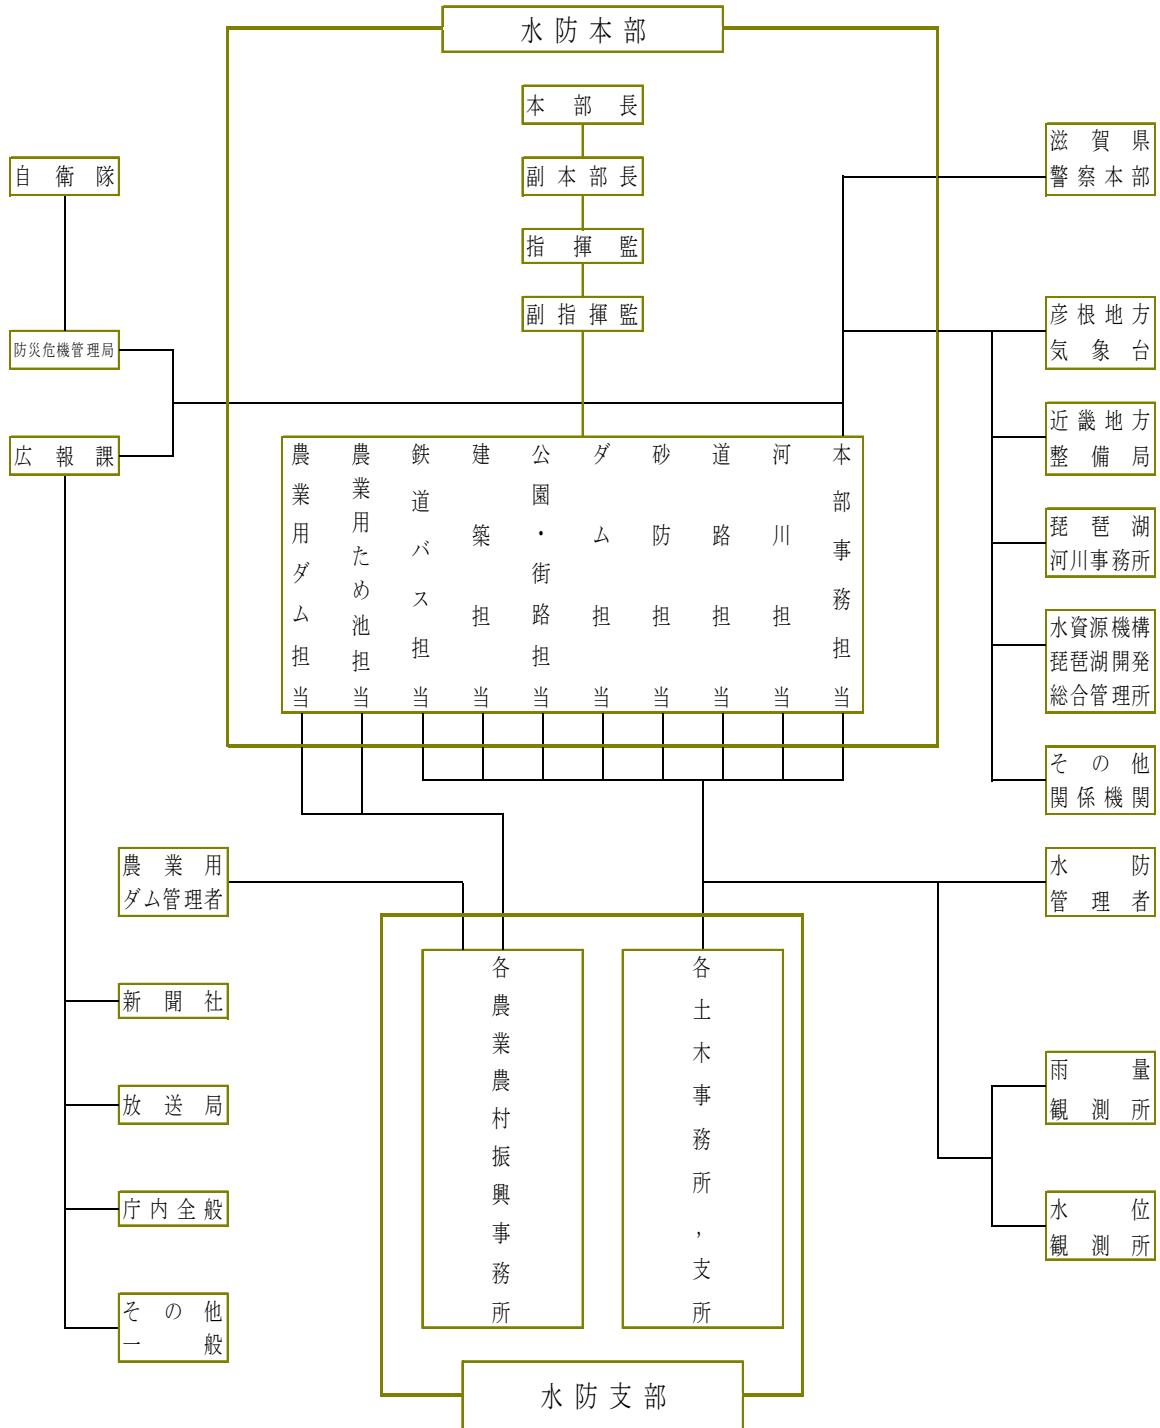 水防本部
本部長
副本部長
指揮監
副指揮監
自衛隊
防災危機管理局
広報課
滋賀県
警察本部
彦根地方
気象台
近畿地方
整備局
琵琶湖
河川事務所
水資源機構
琵琶湖開発
総合管理所
その他
関係機関
農業用ダム担当
農業用ため池担当
鉄道バス担当
建築担当
公園・街路担当
ダム担当
砂防担当
道路担当
河川担当
本部事務担当
農業用
ダム管理者
水防
管理者
新聞社
放送局
庁内全般
その他
一般
各農業農村振興事務所
各土木事務所，支所
雨量
観測所
水位
観測所
水防支部